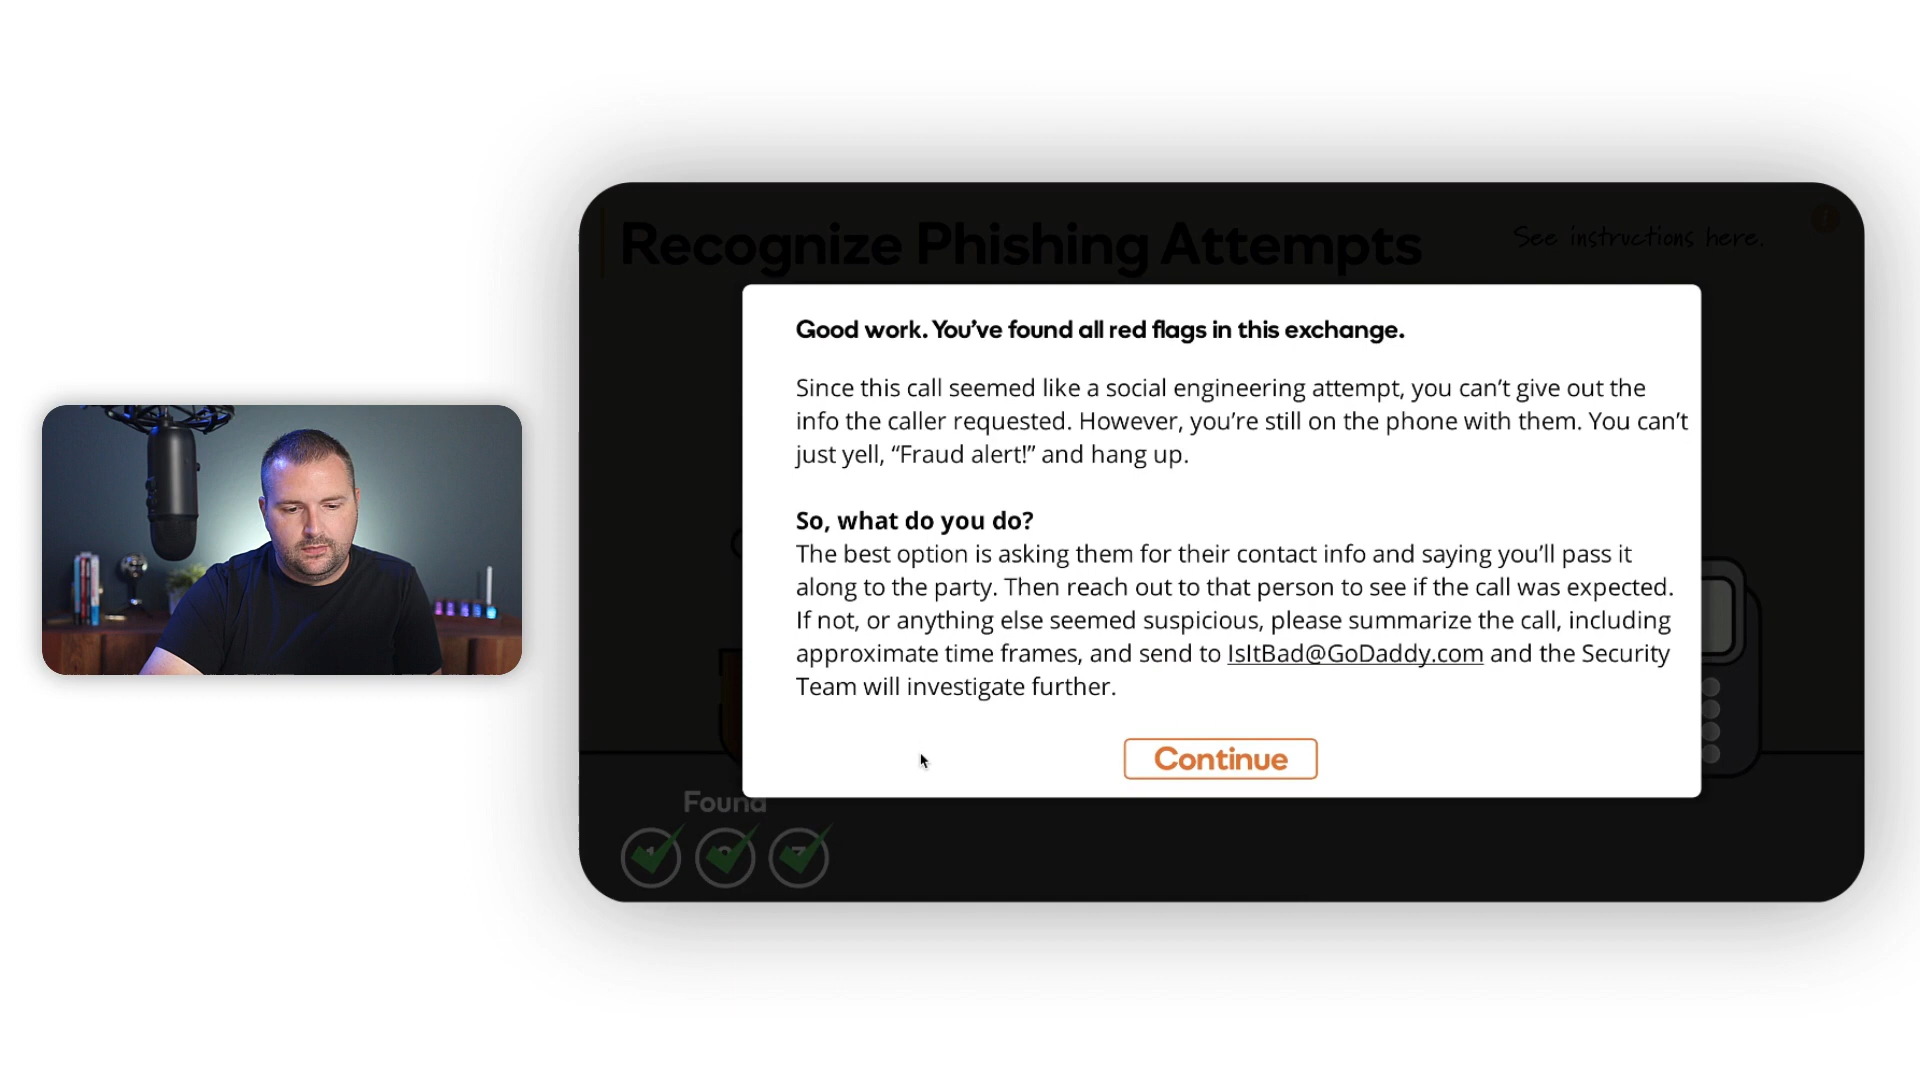 Recognize Phishing Attempts
See instructions here.
Good work. You’ve found all red flags in this exchange.
Since this call seemed like a social engineering attempt, you can’t give out the
info the caller requested. However, you’re still on the phone with them. You can’t
just yell, “Fraud alert!” and hang up.
So, what do you do?
The best option is asking them for their contact info and saying you’ll pass it
along to the party. Then reach out to that person to see if the call was expected.
If not, or anything else seemed suspicious, please summarize the call, including
approximate time frames, and send to IsItBad@GoDaddy.com and the Security
Team will investigate further.
Continue
Found